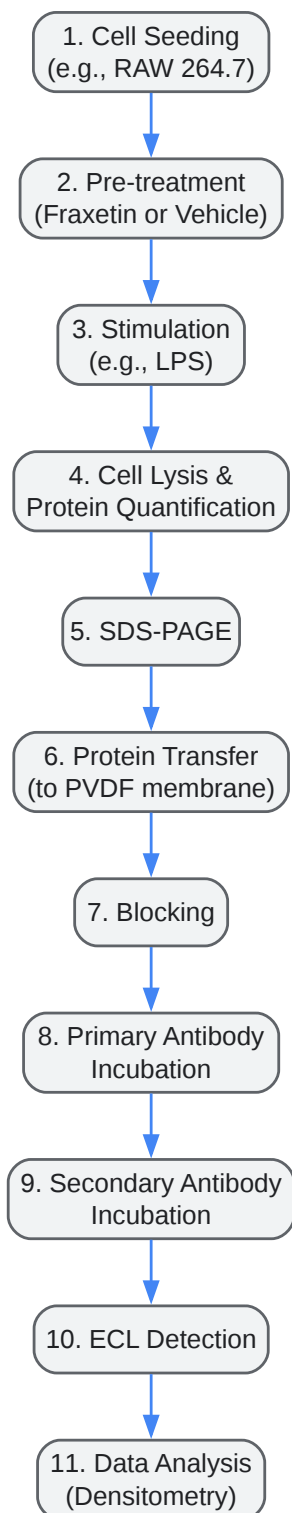 1. Cell Seeding
(e.g., RAW 264.7)
2. Pre-treatment
(Fraxetin or Vehicle)
3. Stimulation
(e.g., LPS)
4. Cell Lysis &
Protein Quantification
5. SDS-PAGE
6. Protein Transfer
(to PVDF membrane)
7. Blocking
8. Primary Antibody
Incubation
9. Secondary Antibody
Incubation
10. ECL Detection
11. Data Analysis
(Densitometry)